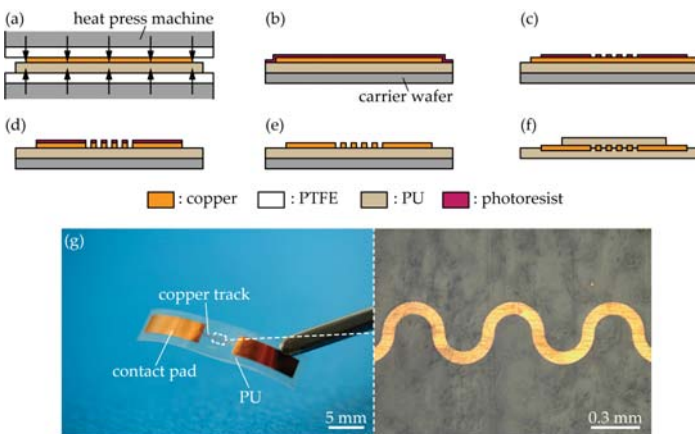 (a)
heat press machine
(b)
carrier wafer
(c)
(d)
(e)
(f)
: copper
: PTFE
: PU
: photoresist
(g)
copper track
contact pad
PU
5 mm
0.3 mm